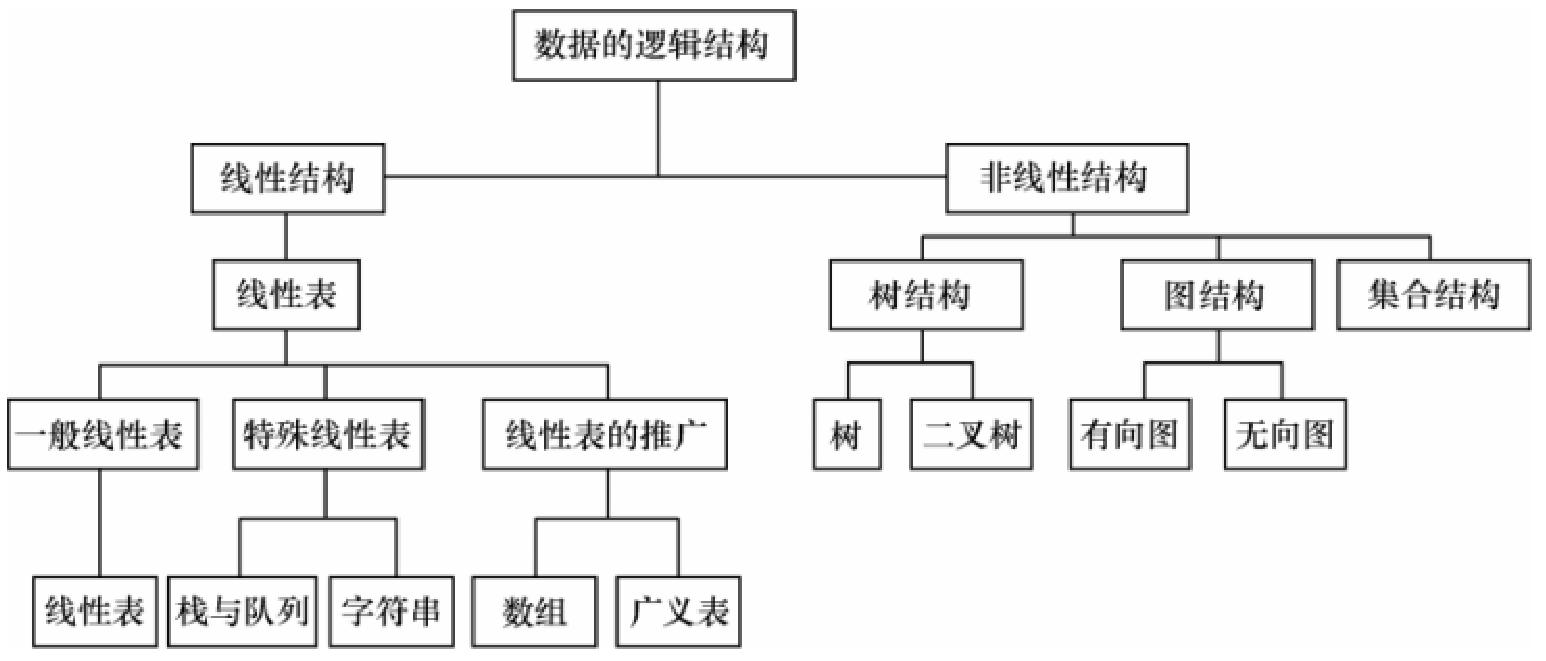 数据的逻辑结构
线性结构
非线性结构
线性表
树结构
图结构
集合结构
一般线性表
特殊线性表
线性表的推广
树
二叉树
有向图
无向图
线性表
栈与队列
字符串
数组
广义表